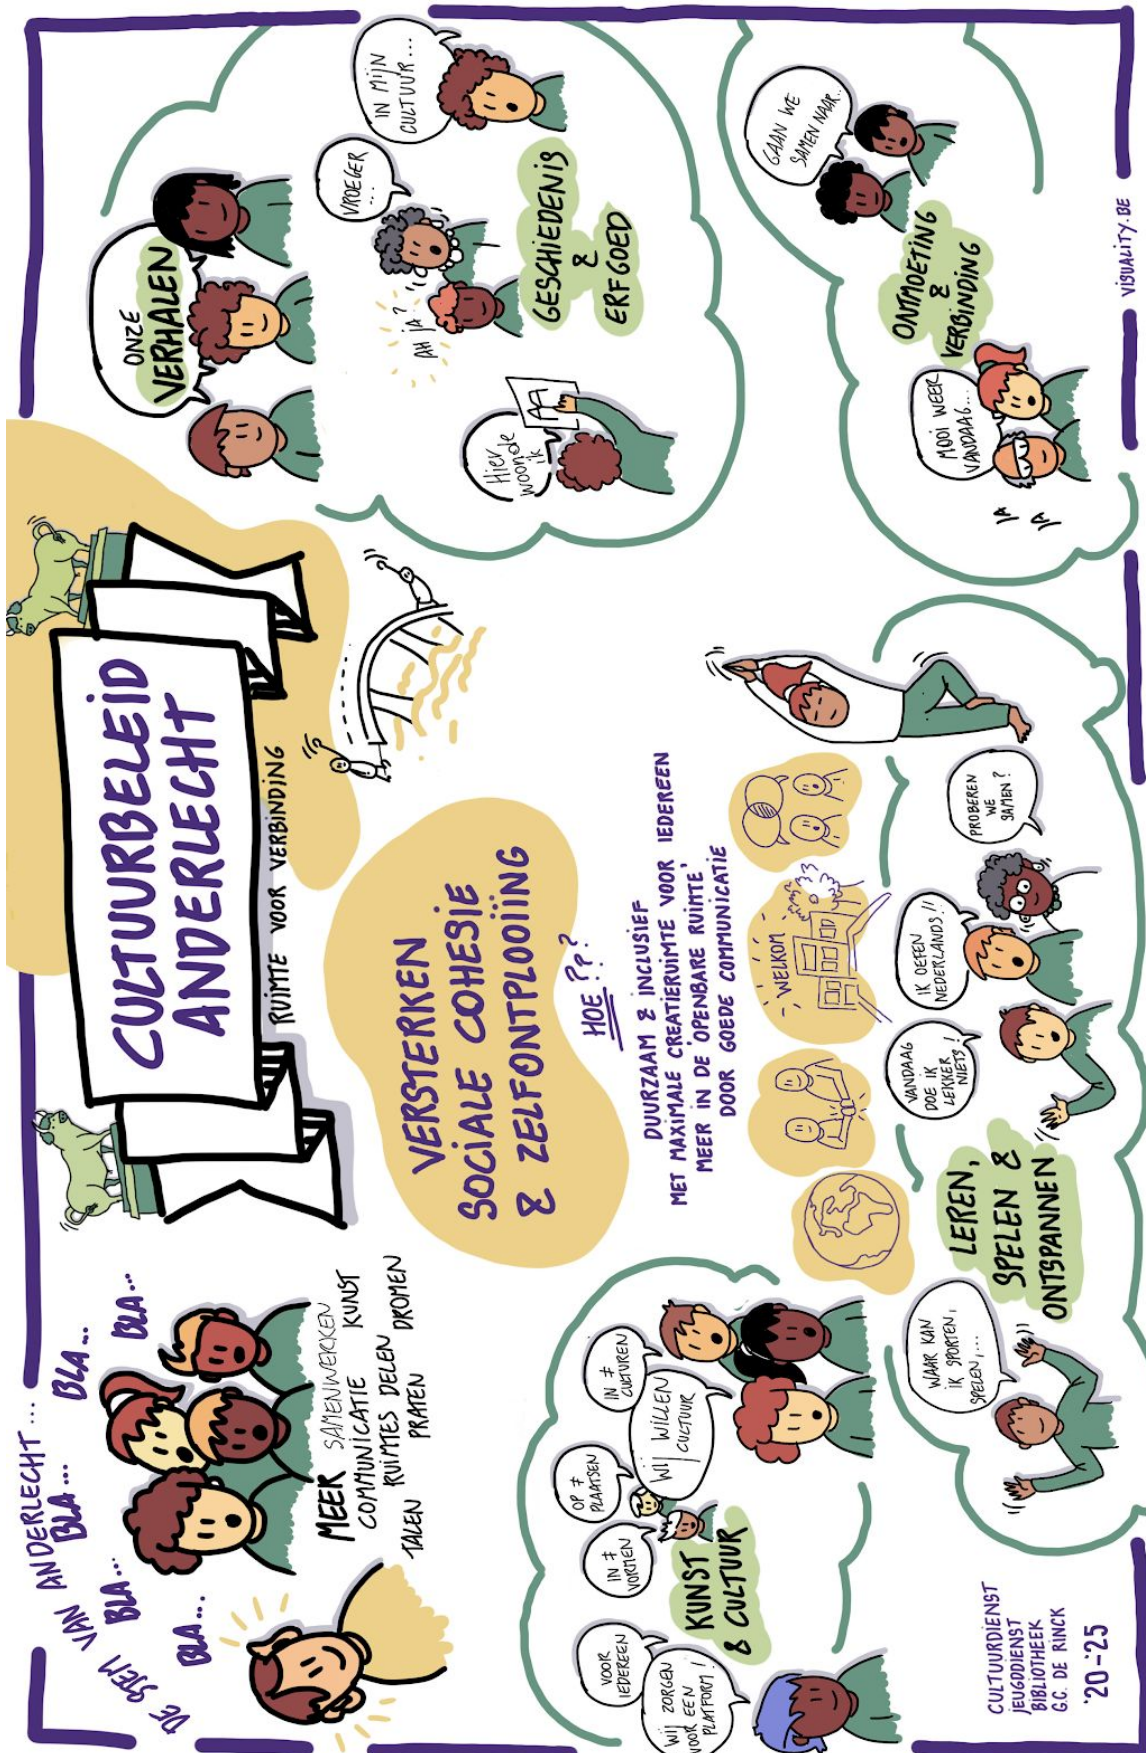 DE STEM VAN ANDERLECHT ...
BLA...
BLA...
BLA...
BLA...
BLA...
MEER SAMENWERKEN
COMMUNICATIE KUNST
RUIMTES DELEN
TALEN PRATEN DROMEN
CULTUURBELEID
ANDERLECHT
RUIMTE VOOR VERBINDING
ONZE
VERHALEN
VERSTERKEN
SOCIALE COHESIE
& ZELFONTPLOOIING
HOE ???
DUURZAAM & INCLUSIEF
MET MAXIMALE CREATIERUIMTE VOOR IEDEREEN
MEER IN DE 'OPENBARE RUIMTE'
DOOR GOEDE COMMUNICATIE
WELKOM
IN MIJN
CULTUUR...
VROEGER
...
AH JA?
Hier
woonde
ik
GESCHIEDENIS
&
ERFGOED
VOOR
IEDEREEN
WIJ ZORGEN
VOOR EEN
PLATFORM!
IN ≠
VORMEN
OP ≠
PLAATSEN
IN ≠
CULTUREN
WIJ WILLEN
CULTUUR
KUNST
& CULTUUR
WAAR KAN
IK SPORTEN,
SPELEN,...
LEREN,
SPELEN &
ONTSPANNEN
VANDAAG
DOE IK
LEKKER
NIETS!
IK OEFEN
NEDERLANDS!!
PROBEREN
WE
SAMEN?
GAAN WE
SAMEN NAAR...
ONTMOETING
&
VERBINDING
MOOI WEER
VANDAAG...
JA
JA
CULTUURDIENST
JEUGDDIENST
BIBLIOTHEEK
G.C. DE RINCK
'20-'25
VISUALITY.BE